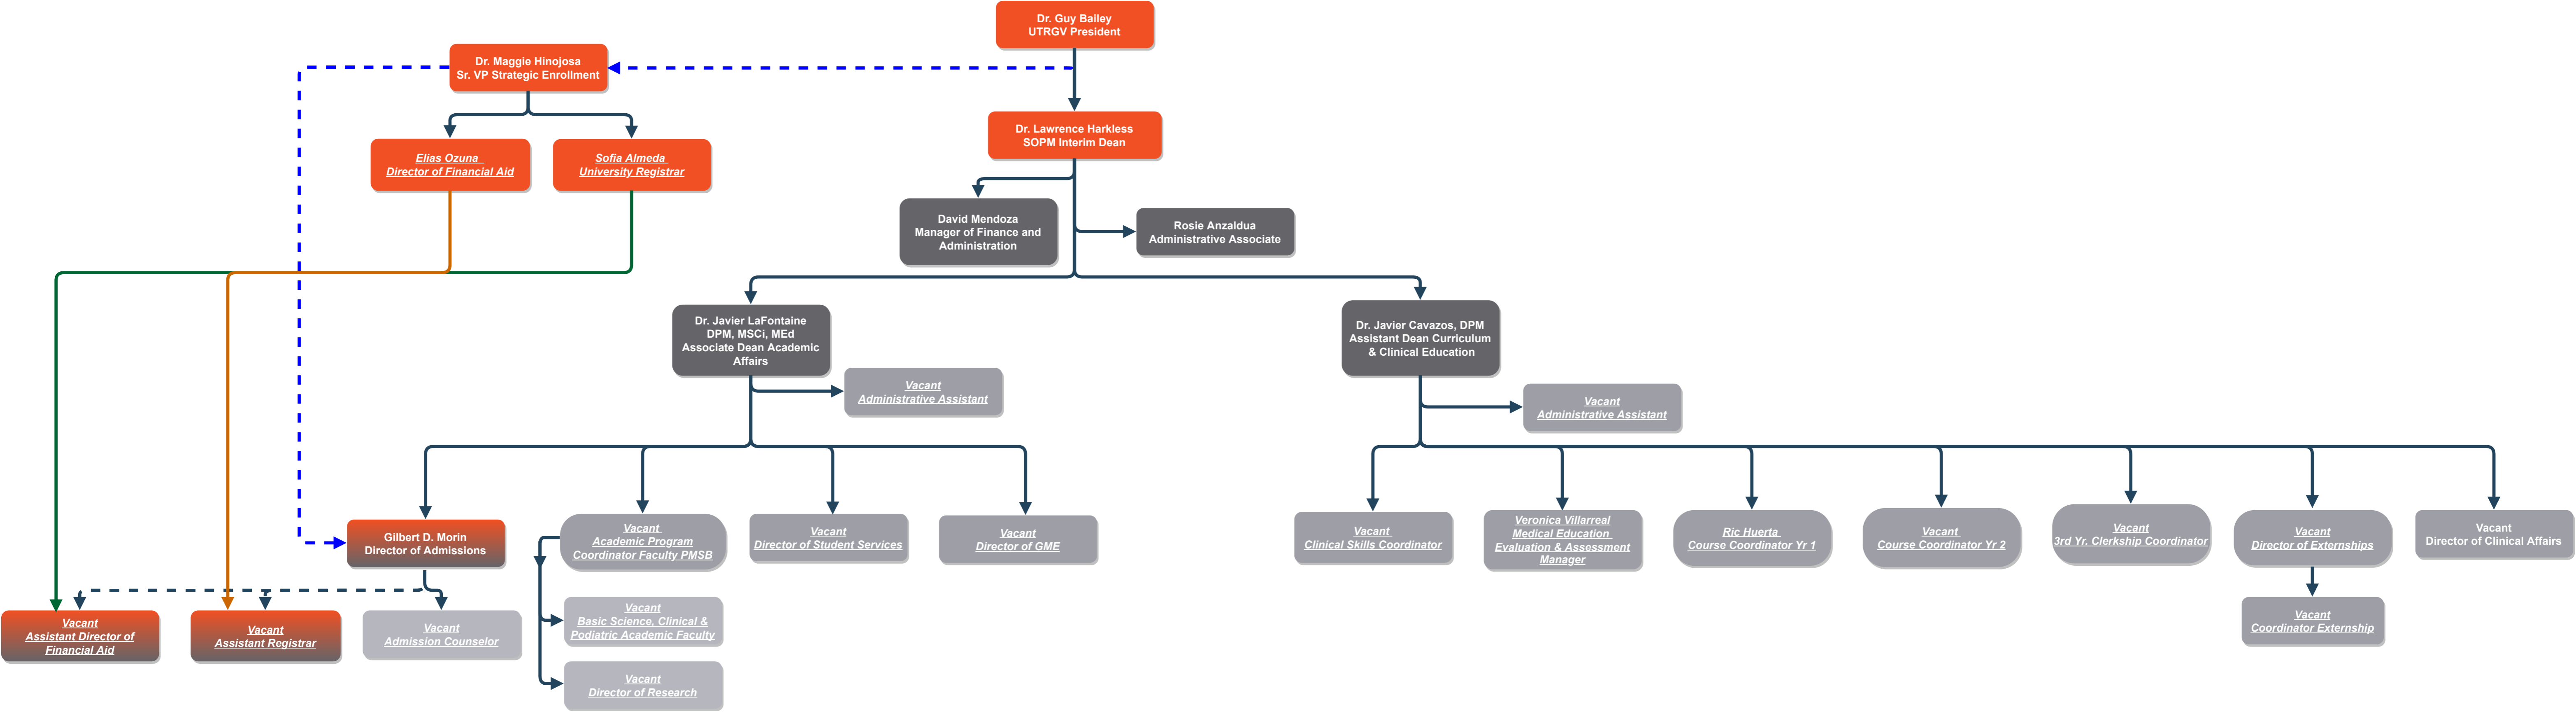 Dr. Guy Bailey
UTRGV President
Dr. Maggie Hinojosa
Sr. VP Strategic Enrollment
Dr. Lawrence Harkless
SOPM Interim Dean
Elias Ozuna
Director of Financial Aid
Sofia Almeda
University Registrar
David Mendoza
Manager of Finance and
Administration
Rosie Anzaldua
Administrative Associate
Dr. Javier LaFontaine
DPM, MSCi, MEd
Associate Dean Academic
Affairs
Dr. Javier Cavazos, DPM
Assistant Dean Curriculum
& Clinical Education
Vacant
Administrative Assistant
Vacant
Administrative Assistant
Gilbert D. Morin
Director of Admissions
Vacant
Academic Program
Coordinator Faculty PMSB
Vacant
Director of Student Services
Vacant
Director of GME
Vacant
Clinical Skills Coordinator
Veronica Villarreal
Medical Education
Evaluation & Assessment
Manager
Ric Huerta
Course Coordinator Yr 1
Vacant
Course Coordinator Yr 2
Vacant
3rd Yr. Clerkship Coordinator
Vacant
Director of Externships
Vacant
Director of Clinical Affairs
Vacant
Assistant Director of
Financial Aid
Vacant
Assistant Registrar
Vacant
Admission Counselor
Vacant
Basic Science, Clinical &
Podiatric Academic Faculty
Vacant
Coordinator Externship
Vacant
Director of Research